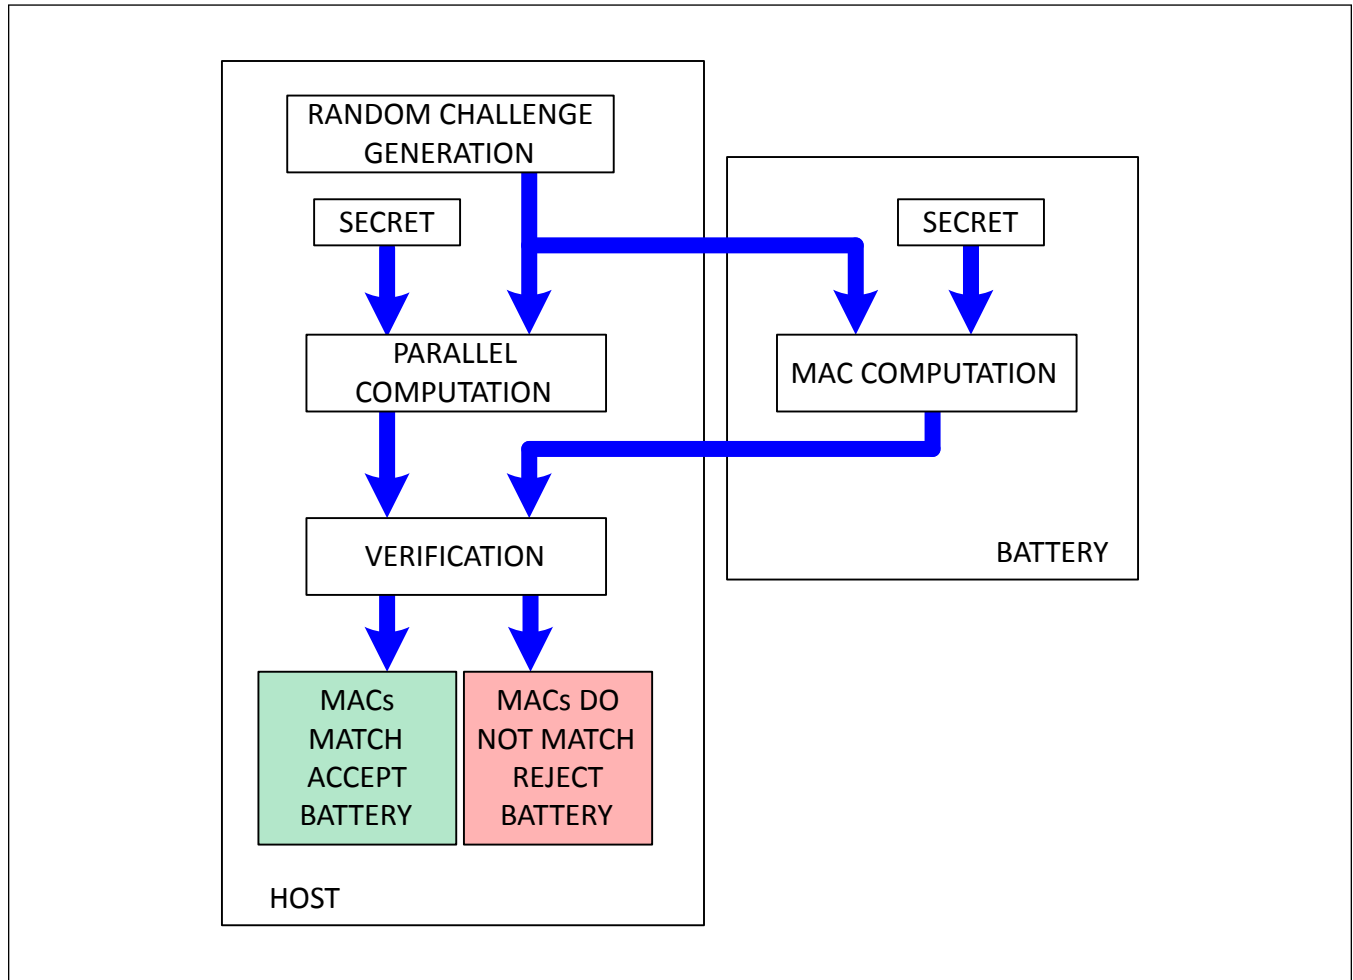 RANDOM CHALLENGE
GENERATION
SECRET
SECRET
PARALLEL
COMPUTATION
MAC COMPUTATION
VERIFICATION
BATTERY
MACs
MATCH
ACCEPT
BATTERY
MACs DO
NOT MATCH
REJECT
BATTERY
HOST